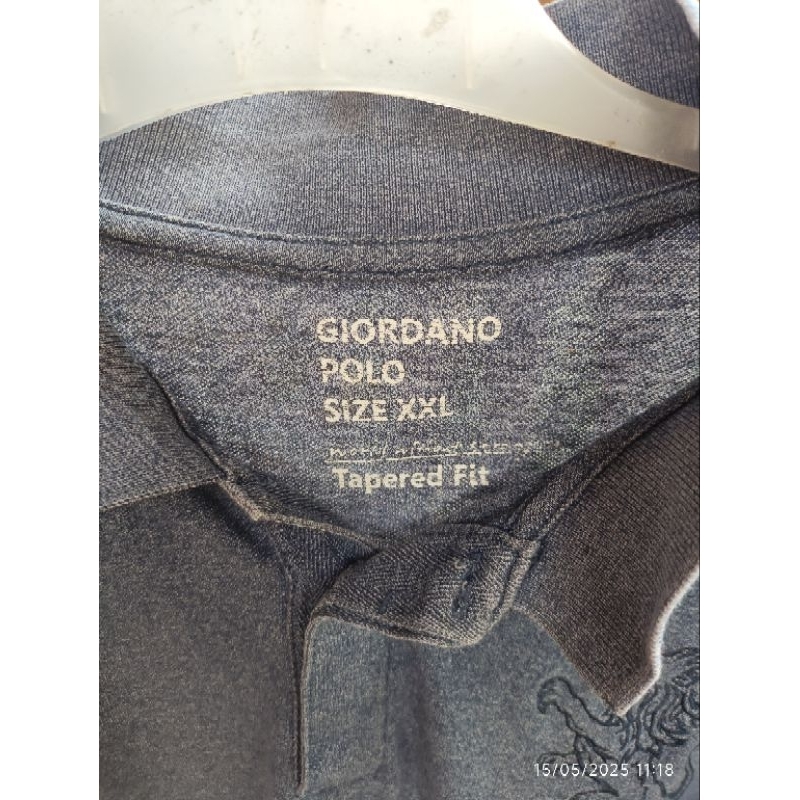 GIORDANO
POLO
SIZE XXL
Tapered Fit
15/05/2025 11:18